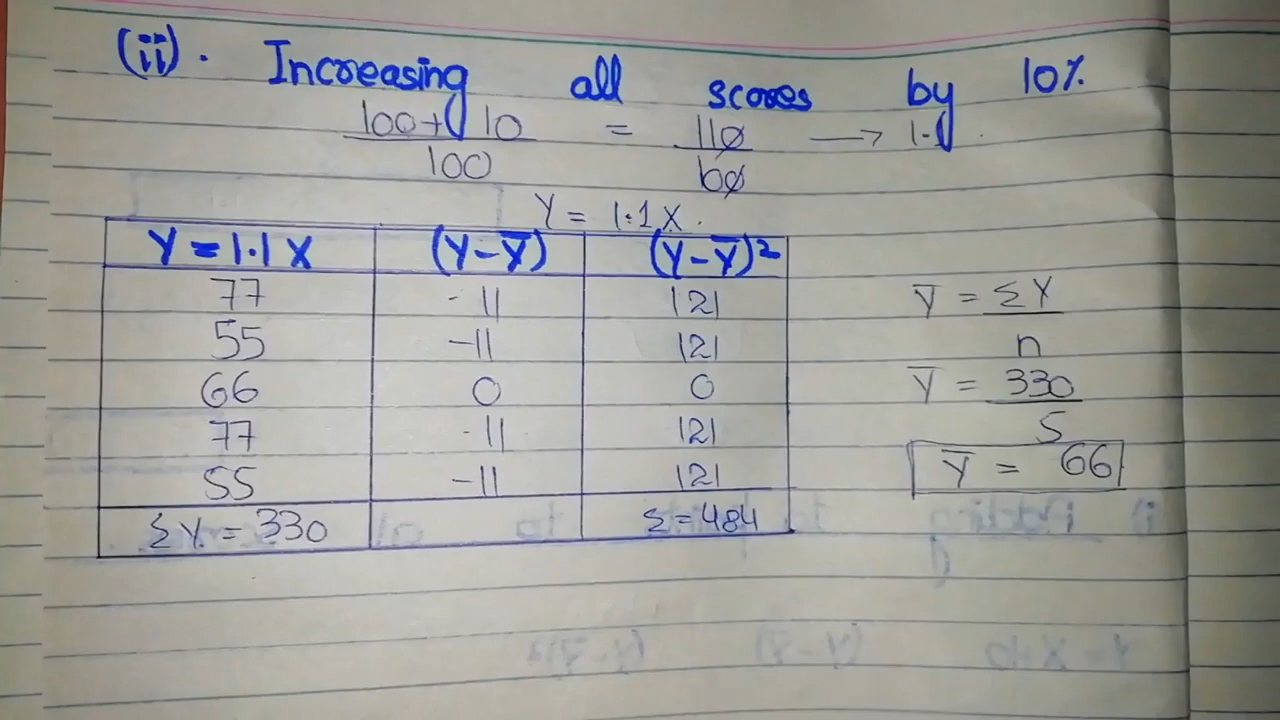 (ii). Increasing all scores by 10%
100+10 / 100 = 110 / 100 → 1.1
Y = 1.1X.
Y = 1.1X (Y-Y̅) (Y-Y̅)²
77 -11 121
55 -11 121
66 0 0
77 -11 121
55 -11 121
ΣY = 330 Σ=484
Y̅ = ΣY / n
Y̅ = 330 / 5
Y̅ = 66